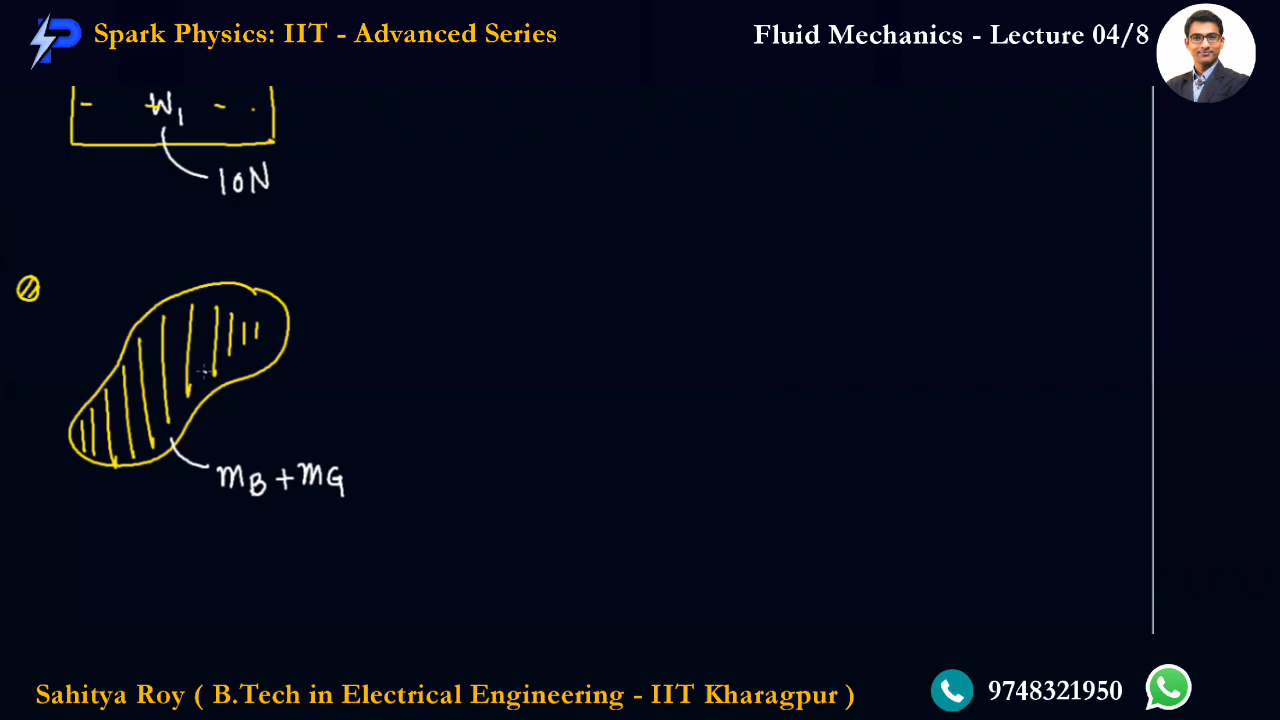 Spark Physics: IIT - Advanced Series
Fluid Mechanics - Lecture 04/8
W1
10N
mB + mG
Sahitya Roy ( B.Tech in Electrical Engineering - IIT Kharagpur )
9748321950